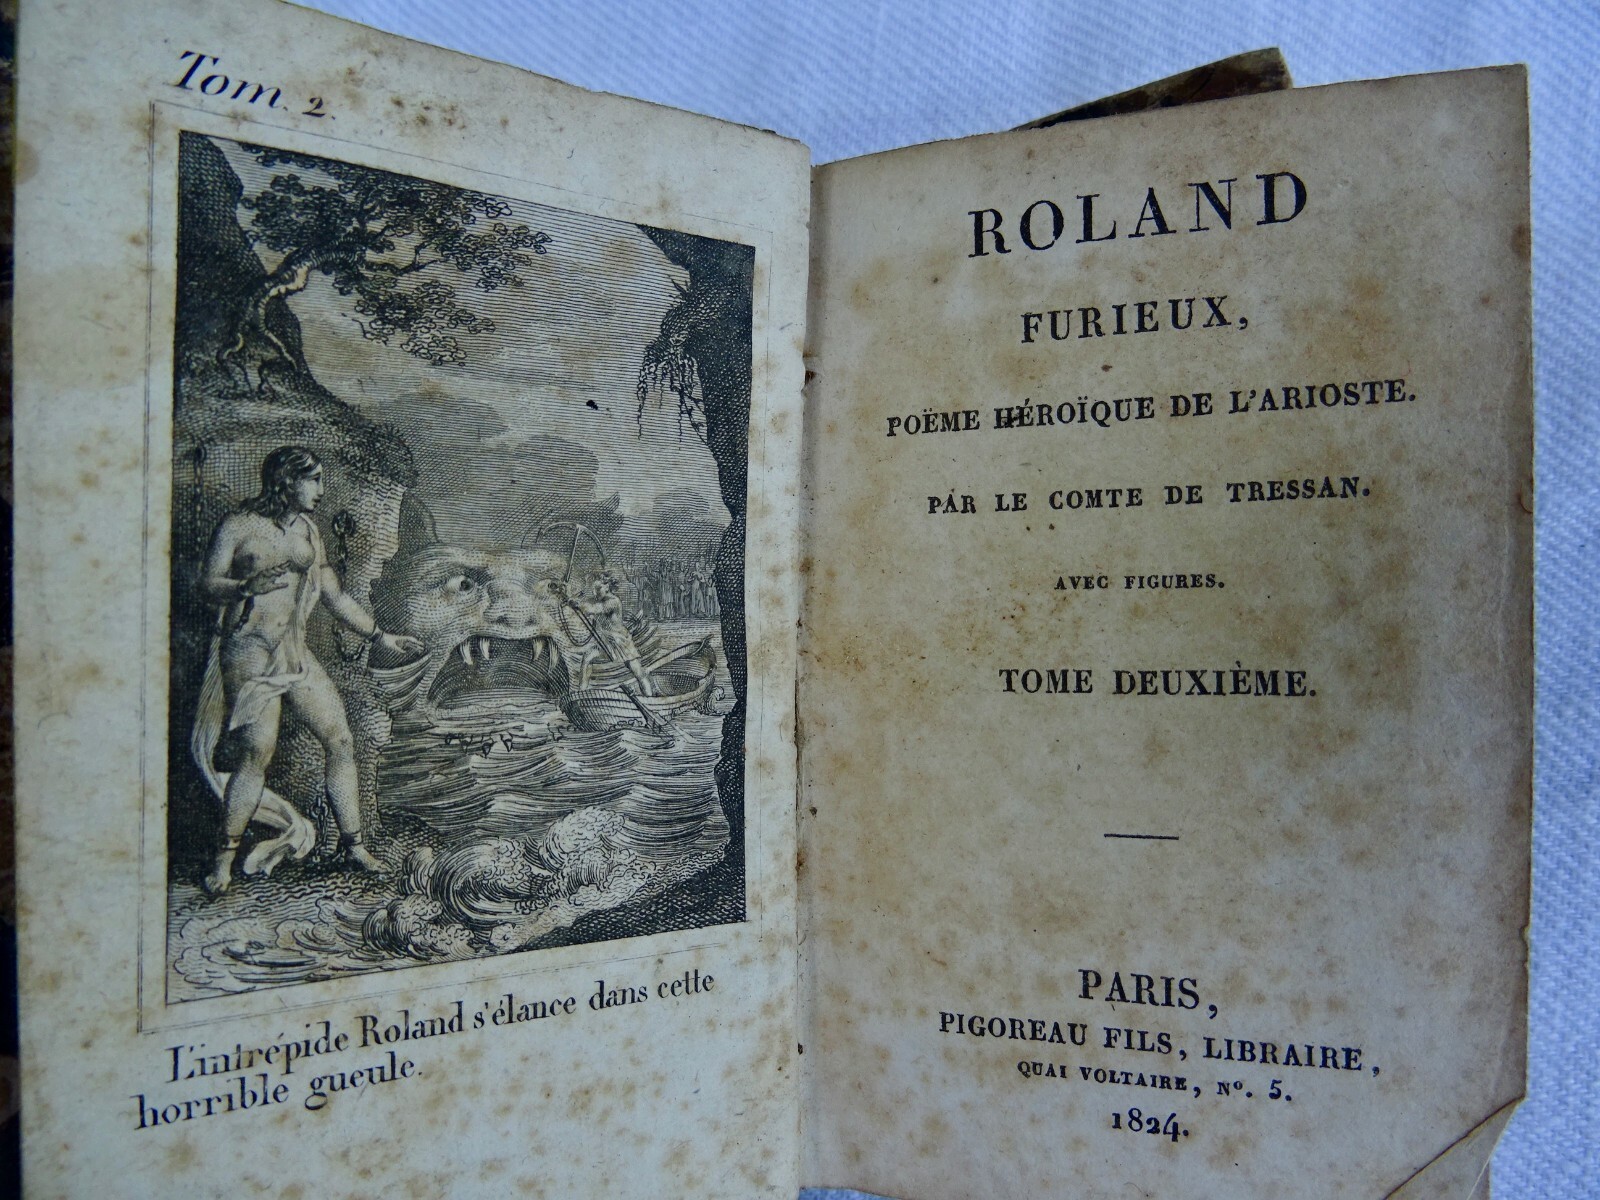 Tom. 2.
L'intrépide Roland s'élance dans cette
horrible gueule.
ROLAND
FURIEUX,
POËME HÉROÏQUE DE L'ARIOSTE.
PAR LE COMTE DE TRESSAN.
AVEC FIGURES.
TOME DEUXIÈME.
PARIS,
PIGOREAU FILS, LIBRAIRE,
QUAI VOLTAIRE, Nº. 5.
1824.